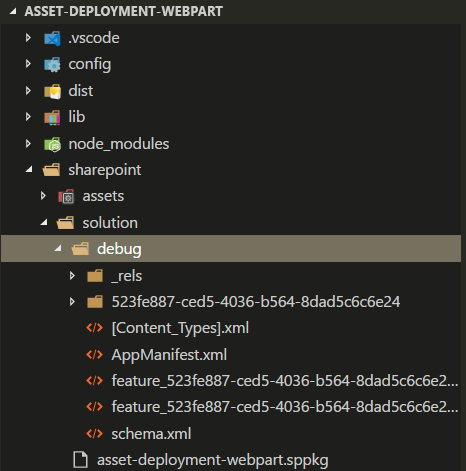 ASSET-DEPLOYMENT-WEBPART
.vscode
config
dist
lib
node_modules
sharepoint
assets
solution
debug
_rels
523fe887-ced5-4036-b564-8dad5c6c6e24
[Content_Types].xml
AppManifest.xml
feature_523fe887-ced5-4036-b564-8dad5c6c6e2...
feature_523fe887-ced5-4036-b564-8dad5c6c6e2...
schema.xml
asset-deployment-webpart.sppkg